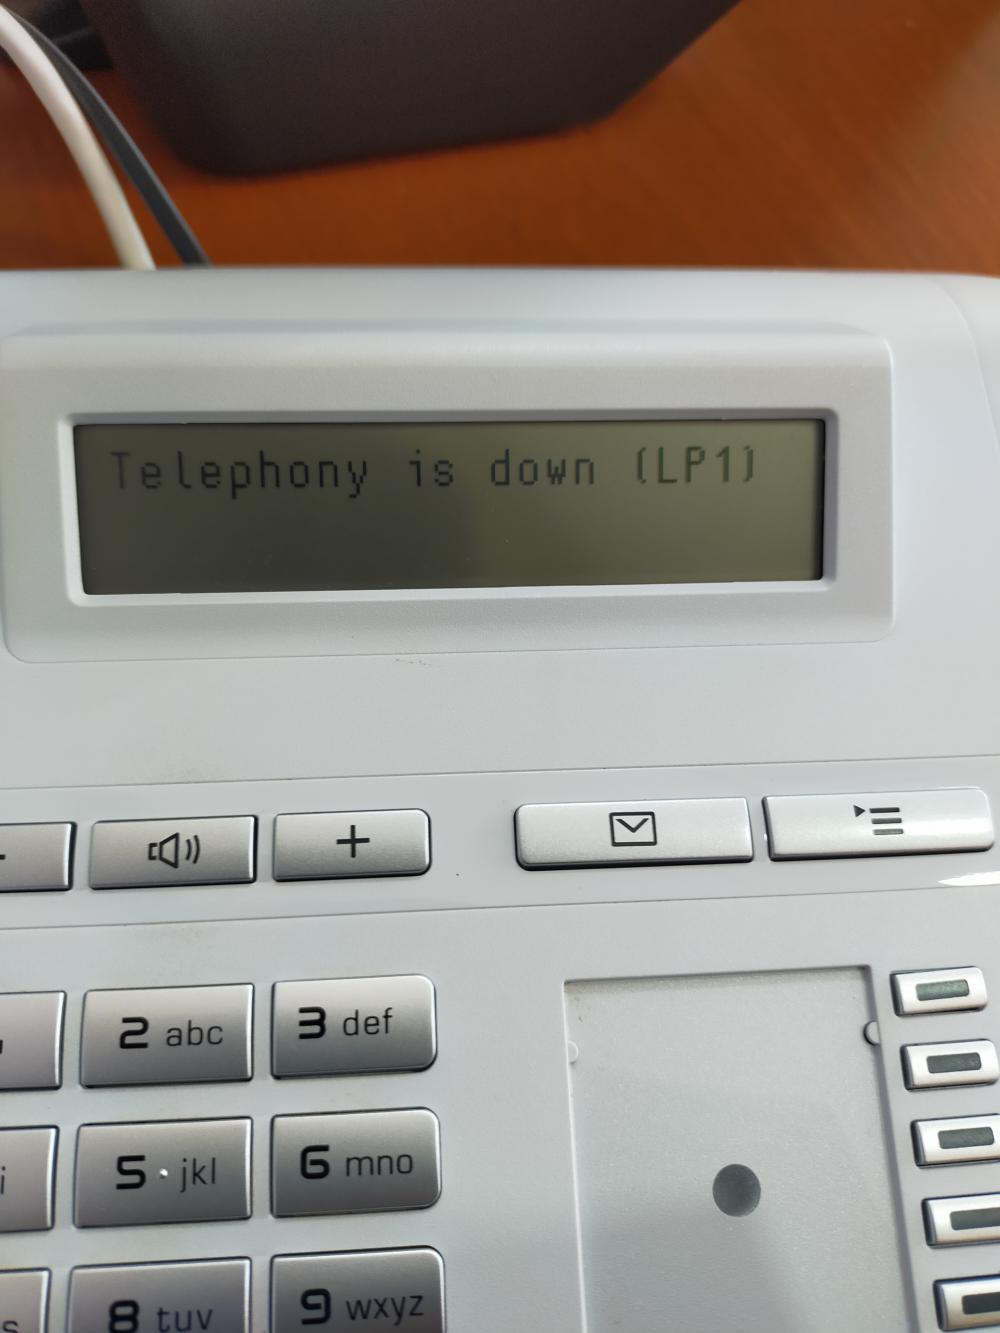 Telephony is down (LP1)
+
2 abc
3 def
5 jkl
6 mno
8 tuv
9 wxyz